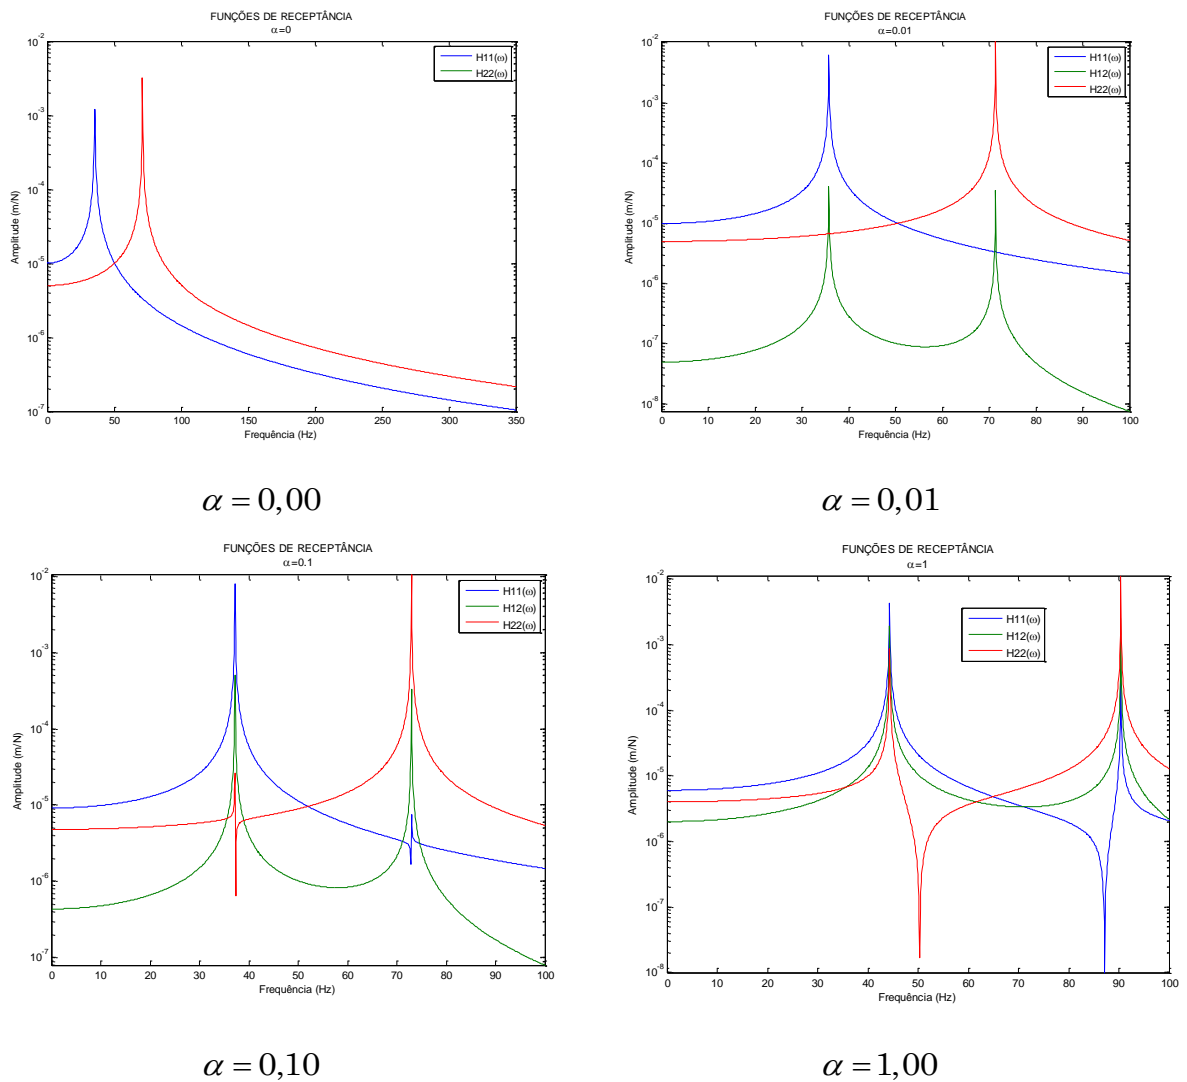 FUNÇÕES DE RECEPTÂNCIA
α=0
H11(ω)
H22(ω)
10^-2
10^-3
10^-4
10^-5
10^-6
10^-7
Amplitude (m/N)
0 50 100 150 200 250 300 350
Frequência (Hz)
α = 0,00
FUNÇÕES DE RECEPTÂNCIA
α=0.01
H11(ω)
H12(ω)
H22(ω)
10^-2
10^-3
10^-4
10^-5
10^-6
10^-7
10^-8
Amplitude (m/N)
0 10 20 30 40 50 60 70 80 90 100
Frequência (Hz)
α = 0,01
FUNÇÕES DE RECEPTÂNCIA
α=0.1
H11(ω)
H12(ω)
H22(ω)
10^-2
10^-3
10^-4
10^-5
10^-6
10^-7
Amplitude (m/N)
0 10 20 30 40 50 60 70 80 90 100
Frequência (Hz)
α = 0,10
FUNÇÕES DE RECEPTÂNCIA
α=1
H11(ω)
H12(ω)
H22(ω)
10^-2
10^-3
10^-4
10^-5
10^-6
10^-7
10^-8
Amplitude (m/N)
0 10 20 30 40 50 60 70 80 90 100
Frequência (Hz)
α = 1,00